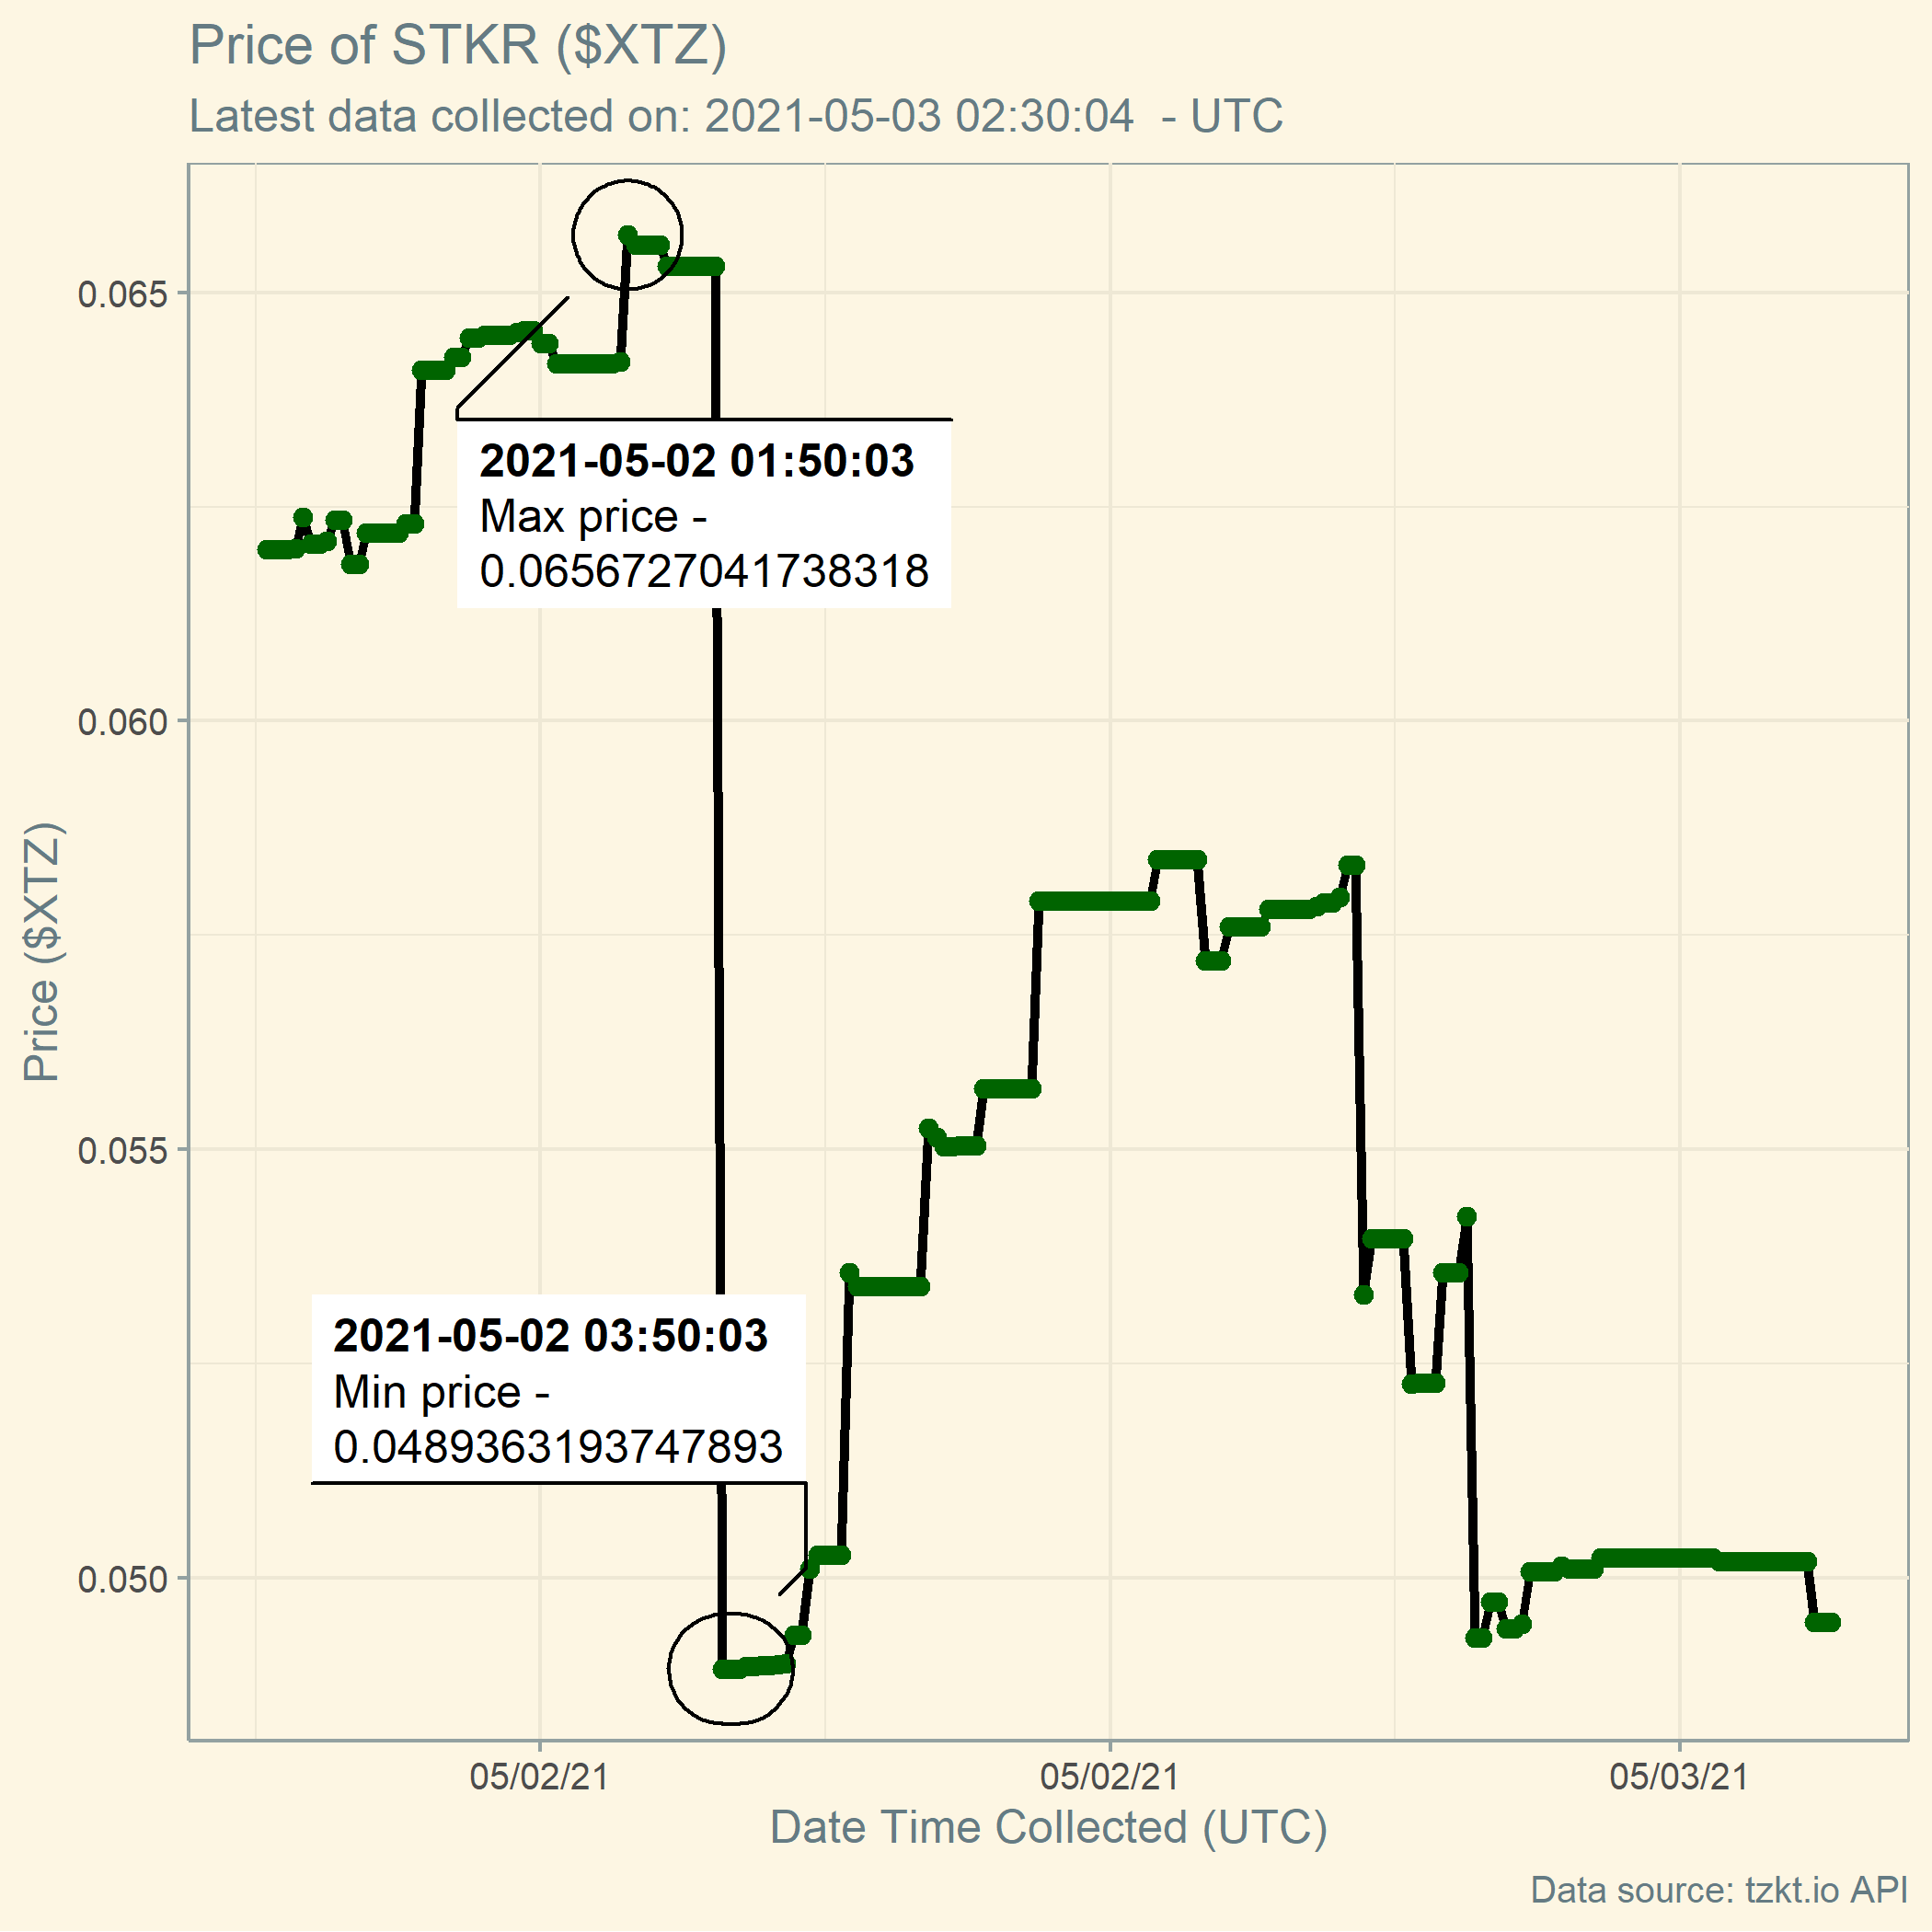 Price of STKR ($XTZ)
Latest data collected on: 2021-05-03 02:30:04  - UTC
0.065
2021-05-02 01:50:03
Max price -
0.0656727041738318
0.060
Price ($XTZ)
0.055
2021-05-02 03:50:03
Min price -
0.0489363193747893
0.050
05/02/21
05/02/21
05/03/21
Date Time Collected (UTC)
Data source: tzkt.io API